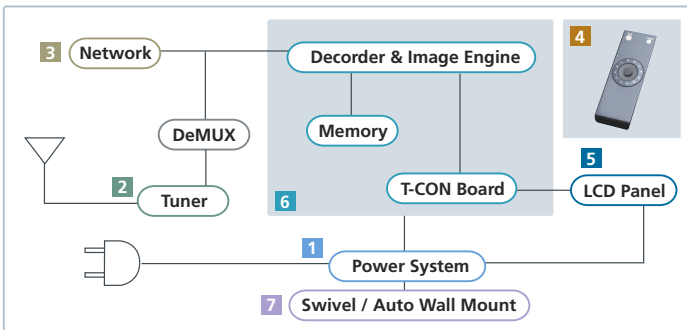 3
Network
Decorder & Image Engine
4
DeMUX
Memory
5
2
Tuner
6
T-CON Board
LCD Panel
1
Power System
7
Swivel / Auto Wall Mount